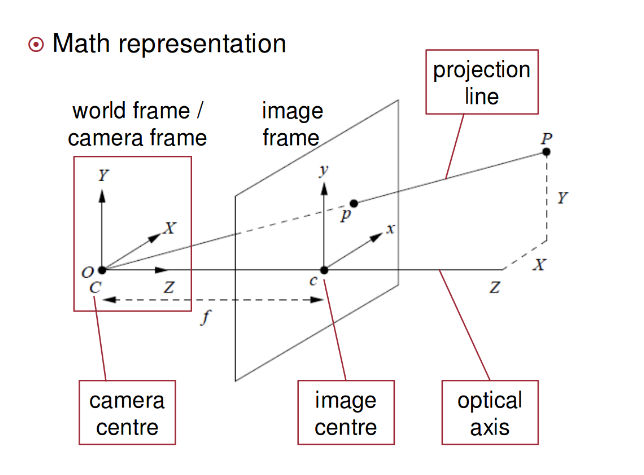 Math representation
projection
line
world frame /
camera frame
image
frame
P
Y
y
X
p
x
Y
O
C
Z
c
Z
X
f
camera
centre
image
centre
optical
axis